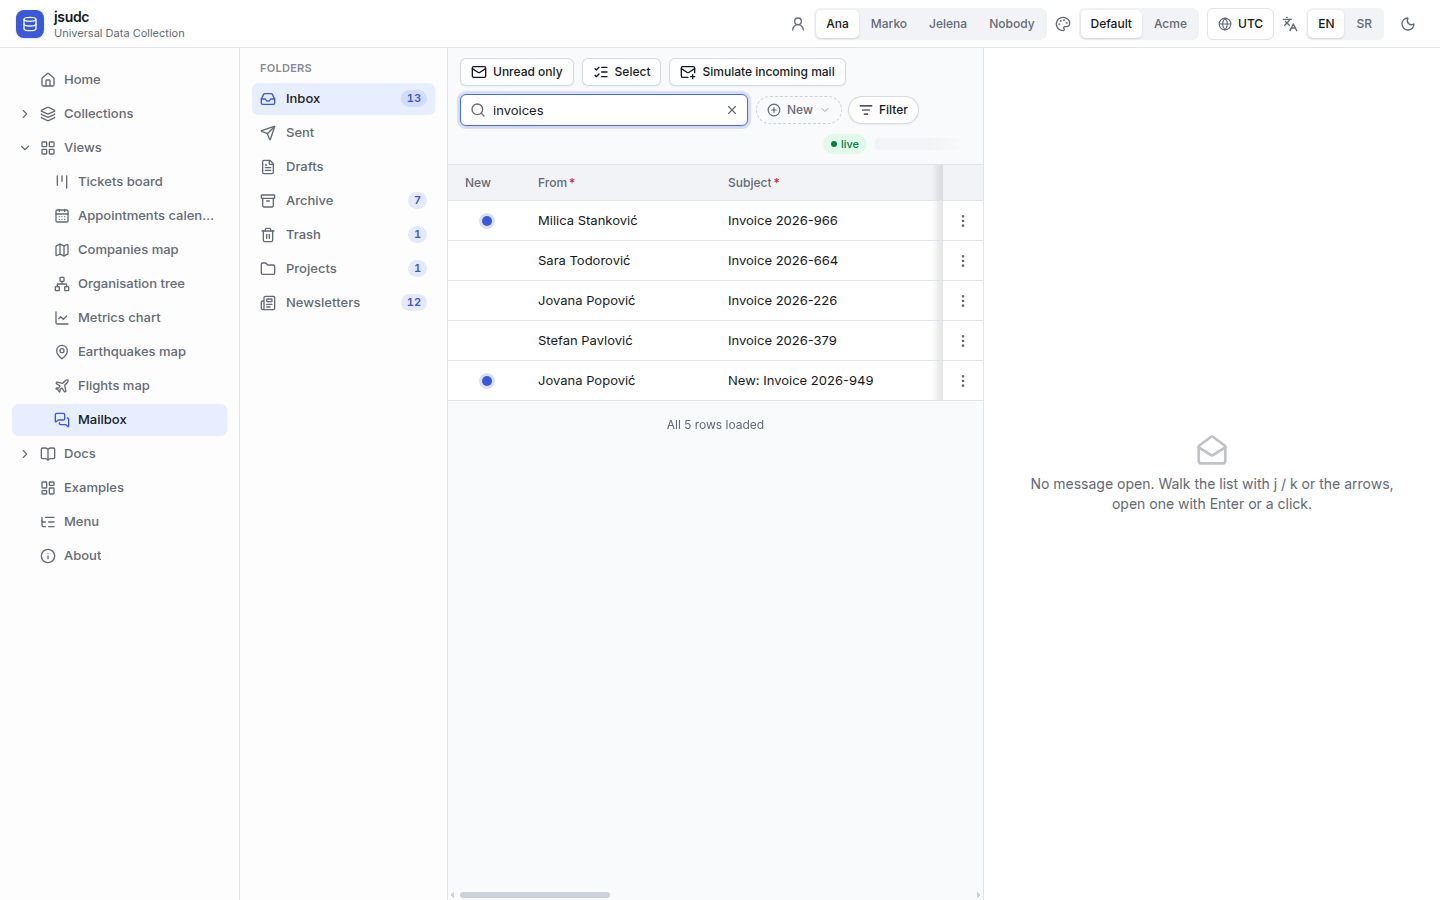 jsudc
Universal Data Collection
Ana Marko Jelena Nobody Default Acme UTC EN SR
Home
Collections
Views
Tickets board
Appointments calen...
Companies map
Organisation tree
Metrics chart
Earthquakes map
Flights map
Mailbox
Docs
Examples
Menu
About
FOLDERS
Inbox 13
Sent
Drafts
Archive 7
Trash 1
Projects 1
Newsletters 12
Unread only Select Simulate incoming mail
invoices New Filter
live
New From* Subject*
Milica Stanković Invoice 2026-966
Sara Todorović Invoice 2026-664
Jovana Popović Invoice 2026-226
Stefan Pavlović Invoice 2026-379
Jovana Popović New: Invoice 2026-949
All 5 rows loaded
No message open. Walk the list with j / k or the arrows,
open one with Enter or a click.